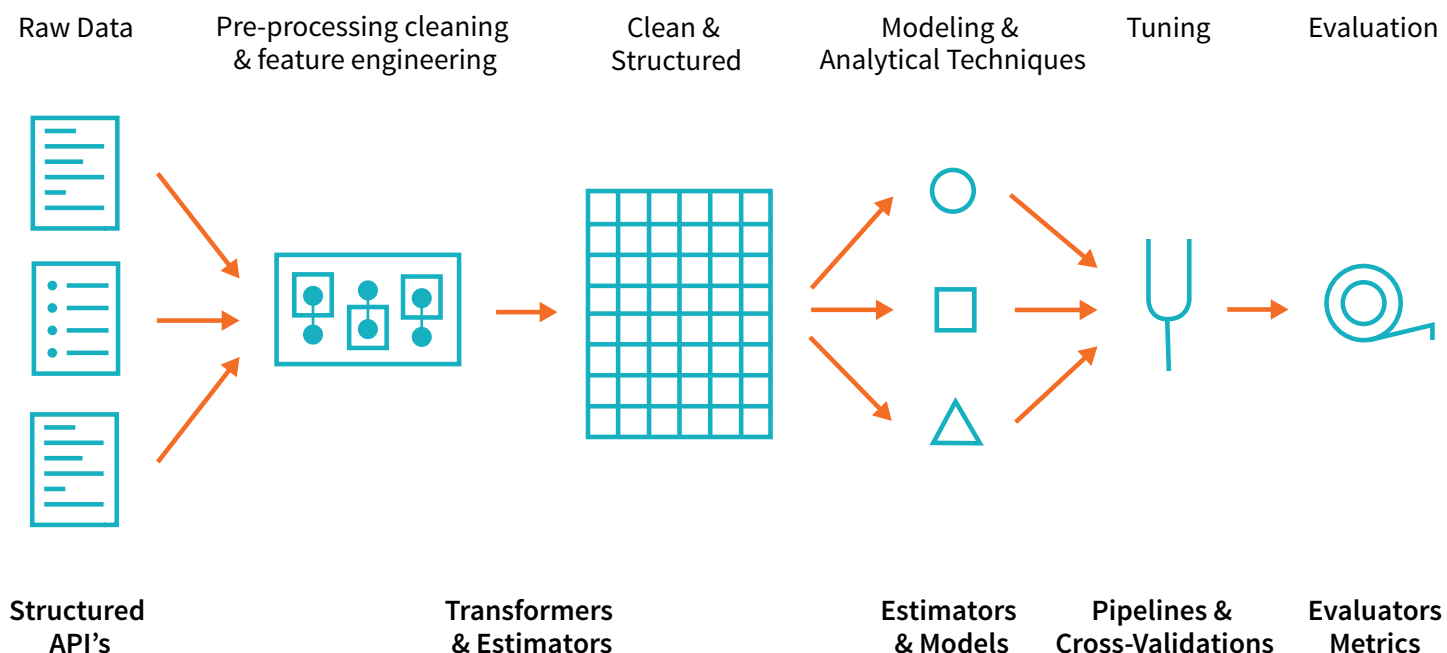 Raw Data
Pre-processing cleaning
& feature engineering
Clean &
Structured
Modeling &
Analytical Techniques
Tuning
Evaluation
Structured
API’s
Transformers
& Estimators
Estimators
& Models
Pipelines &
Cross-Validations
Evaluators
Metrics